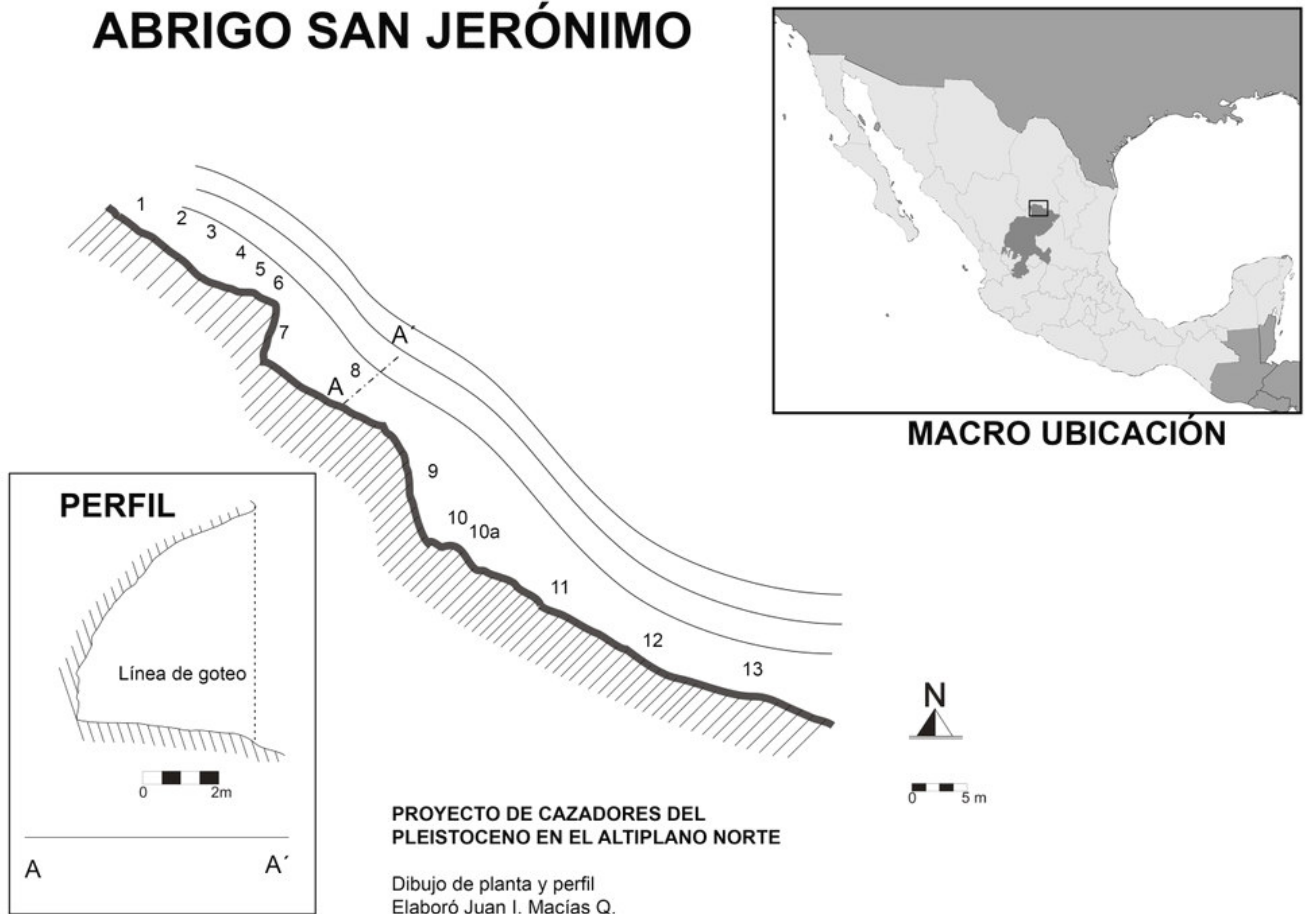 ABRIGO SAN JERÓNIMO
1
2
3
4
5
6
7
8
A
A´
9
10
10a
11
12
13
MACRO UBICACIÓN
PERFIL
Línea de goteo
0 2m
A A´
N
0 5 m
PROYECTO DE CAZADORES DEL
PLEISTOCENO EN EL ALTIPLANO NORTE
Dibujo de planta y perfil
Elaboró Juan I. Macías Q.